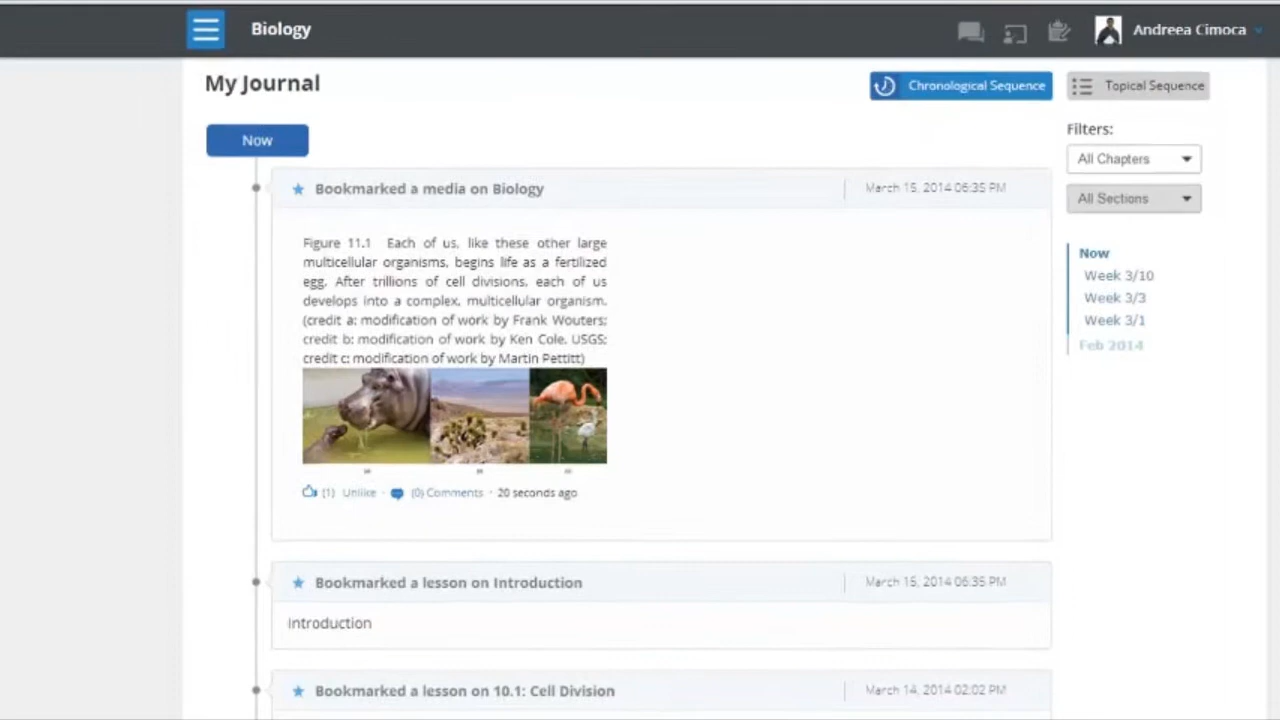 Biology
Andreea Cimoca
My Journal
Chronological Sequence
Topical Sequence
Now
Filters:
All Chapters
All Sections
Now
Week 3/10
Week 3/3
Week 3/1
Feb 2014
Bookmarked a media on Biology
March 15, 2014 06:35 PM
Figure 11.1 Each of us, like these other large
multicellular organisms, begins life as a fertilized
egg. After trillions of cell divisions, each of us
develops into a complex, multicellular organism.
(credit a: modification of work by Frank Wouters;
credit b: modification of work by Ken Cole, USGS;
credit c: modification of work by Martin Pettitt)
(1) Unlike · (0) Comments · 20 seconds ago
Bookmarked a lesson on Introduction
March 15, 2014 06:35 PM
Introduction
Bookmarked a lesson on 10.1: Cell Division
March 14, 2014 02:02 PM